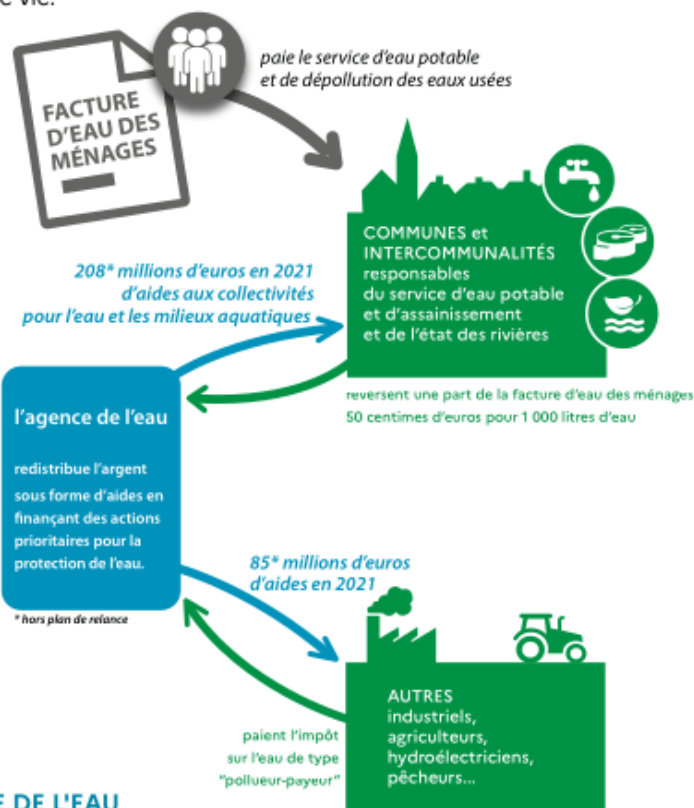 e vie.
paie le service d'eau potable
et de dépollution des eaux usées
FACTURE
D'EAU DES
MÉNAGES
COMMUNES et
INTERCOMMUNALITÉS
responsables
du service d'eau potable
et d'assainissement
et de l'état des rivières
208* millions d'euros en 2021
d'aides aux collectivités
pour l'eau et les milieux aquatiques
reversent une part de la facture d'eau des ménages
50 centimes d'euros pour 1 000 litres d'eau
l'agence de l'eau
redistribue l'argent
sous forme d'aides en
finançant des actions
prioritaires pour la
protection de l'eau.
* hors plan de relance
85* millions d'euros
d'aides en 2021
AUTRES
industriels,
agriculteurs,
hydroélectriciens,
pêcheurs...
paient l'impôt
sur l'eau de type
"pollueur-payeur"
E DE L'EAU